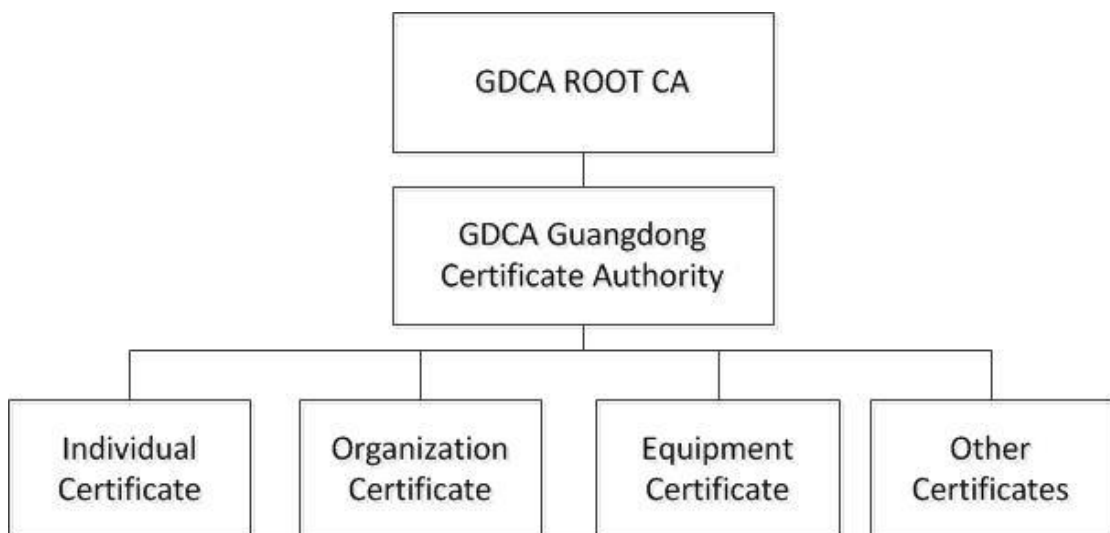 GDCA ROOT CA
GDCA Guangdong
Certificate Authority
Individual
Certificate
Organization
Certificate
Equipment
Certificate
Other
Certificates